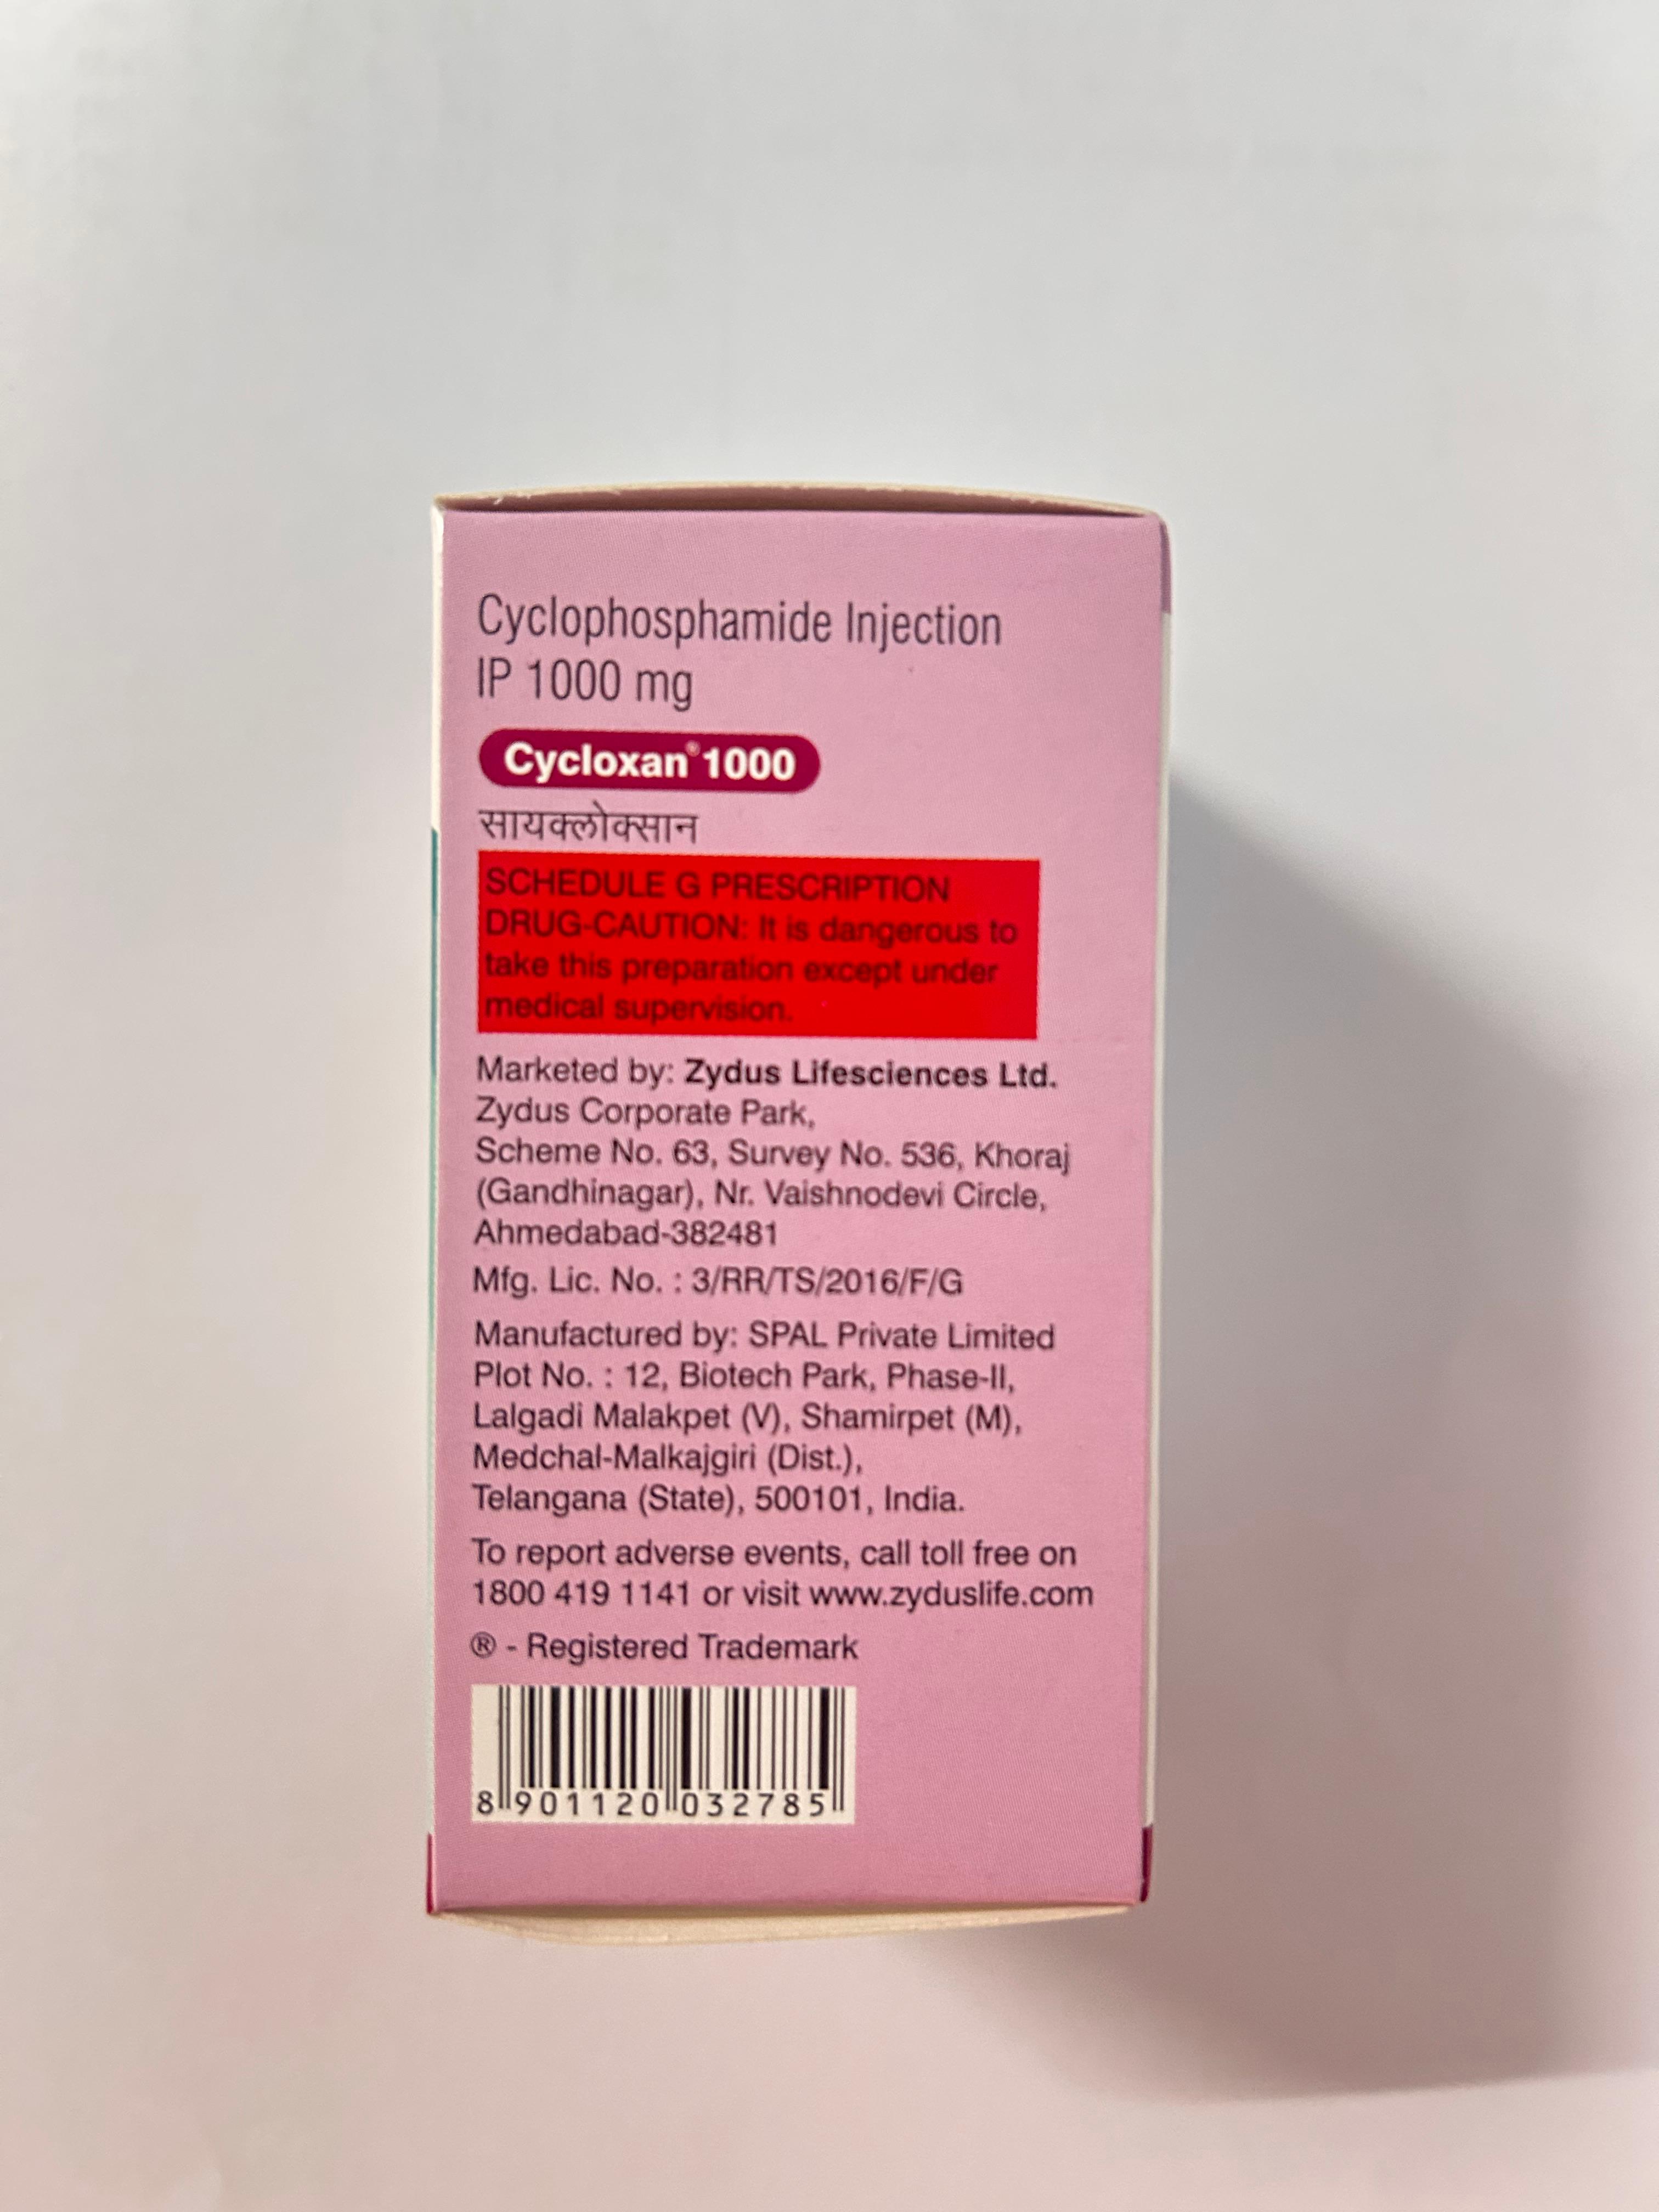 Cyclophosphamide Injection
IP 1000 mg
Cycloxan® 1000
सायक्लोक्सान
SCHEDULE G PRESCRIPTION
DRUG-CAUTION: It is dangerous to
take this preparation except under
medical supervision.
Marketed by: Zydus Lifesciences Ltd.
Zydus Corporate Park,
Scheme No. 63, Survey No. 536, Khoraj
(Gandhinagar), Nr. Vaishnodevi Circle,
Ahmedabad-382481
Mfg. Lic. No. : 3/RR/TS/2016/F/G
Manufactured by: SPAL Private Limited
Plot No. : 12, Biotech Park, Phase-II,
Lalgadi Malakpet (V), Shamirpet (M),
Medchal-Malkajgiri (Dist.),
Telangana (State), 500101, India.
To report adverse events, call toll free on
1800 419 1141 or visit www.zyduslife.com
® - Registered Trademark
8 901120 032785